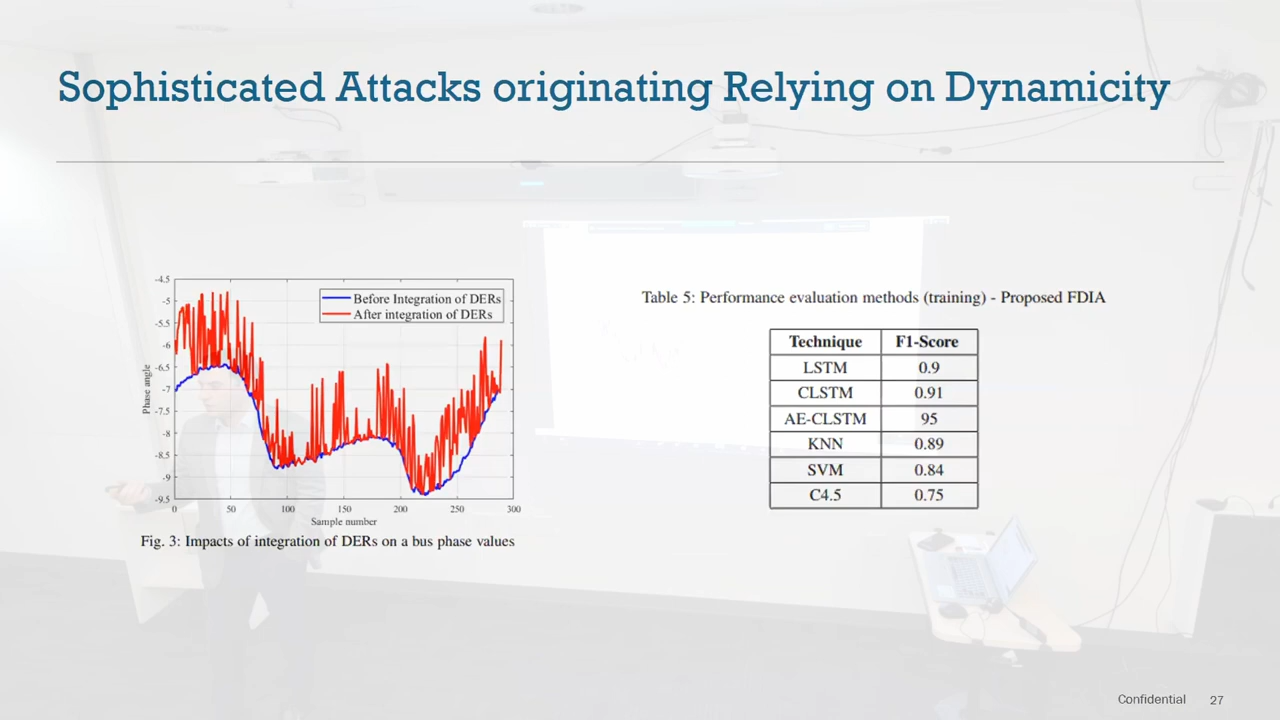 Sophisticated Attacks originating Relying on Dynamicity
-4.5
-5
-5.5
-6
-6.5
-7
-7.5
-8
-8.5
-9
-9.5
Phase angle
Before Integration of DERs
After integration of DERs
0 50 100 150 200 250 300
Sample number
Fig. 3: Impacts of integration of DERs on a bus phase values
Table 5: Performance evaluation methods (training) - Proposed FDIA
Technique F1-Score
LSTM 0.9
CLSTM 0.91
AE-CLSTM 95
KNN 0.89
SVM 0.84
C4.5 0.75
Confidential 27